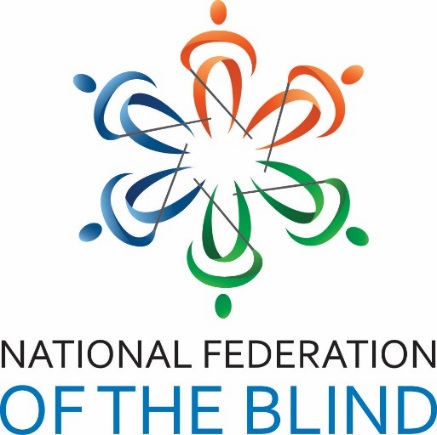 NATIONAL FEDERATION
OF THE BLIND